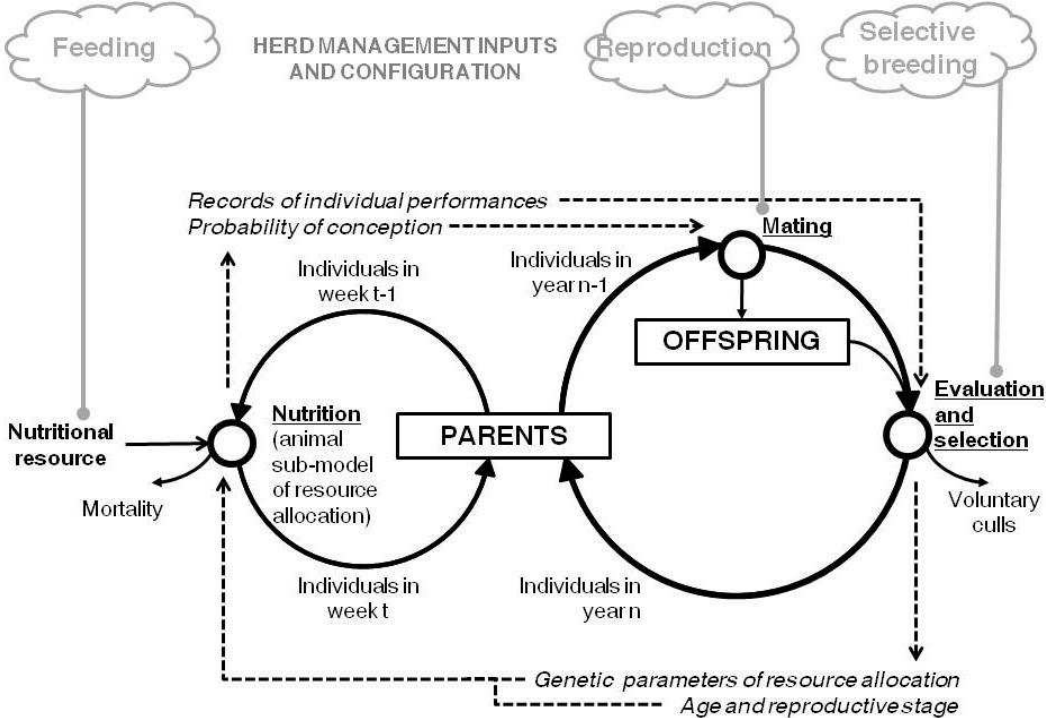 Feeding
HERD MANAGEMENT INPUTS
AND CONFIGURATION
Reproduction
Selective
breeding
Records of individual performances
Probability of conception
Mating
Individuals in
week t-1
Individuals in
year n-1
OFFSPRING
Nutritional
resource
Nutrition
(animal
sub-model
of resource
allocation)
PARENTS
Evaluation
and
selection
Mortality
Voluntary
culls
Individuals in
week t
Individuals in
year n
Genetic parameters of resource allocation
Age and reproductive stage